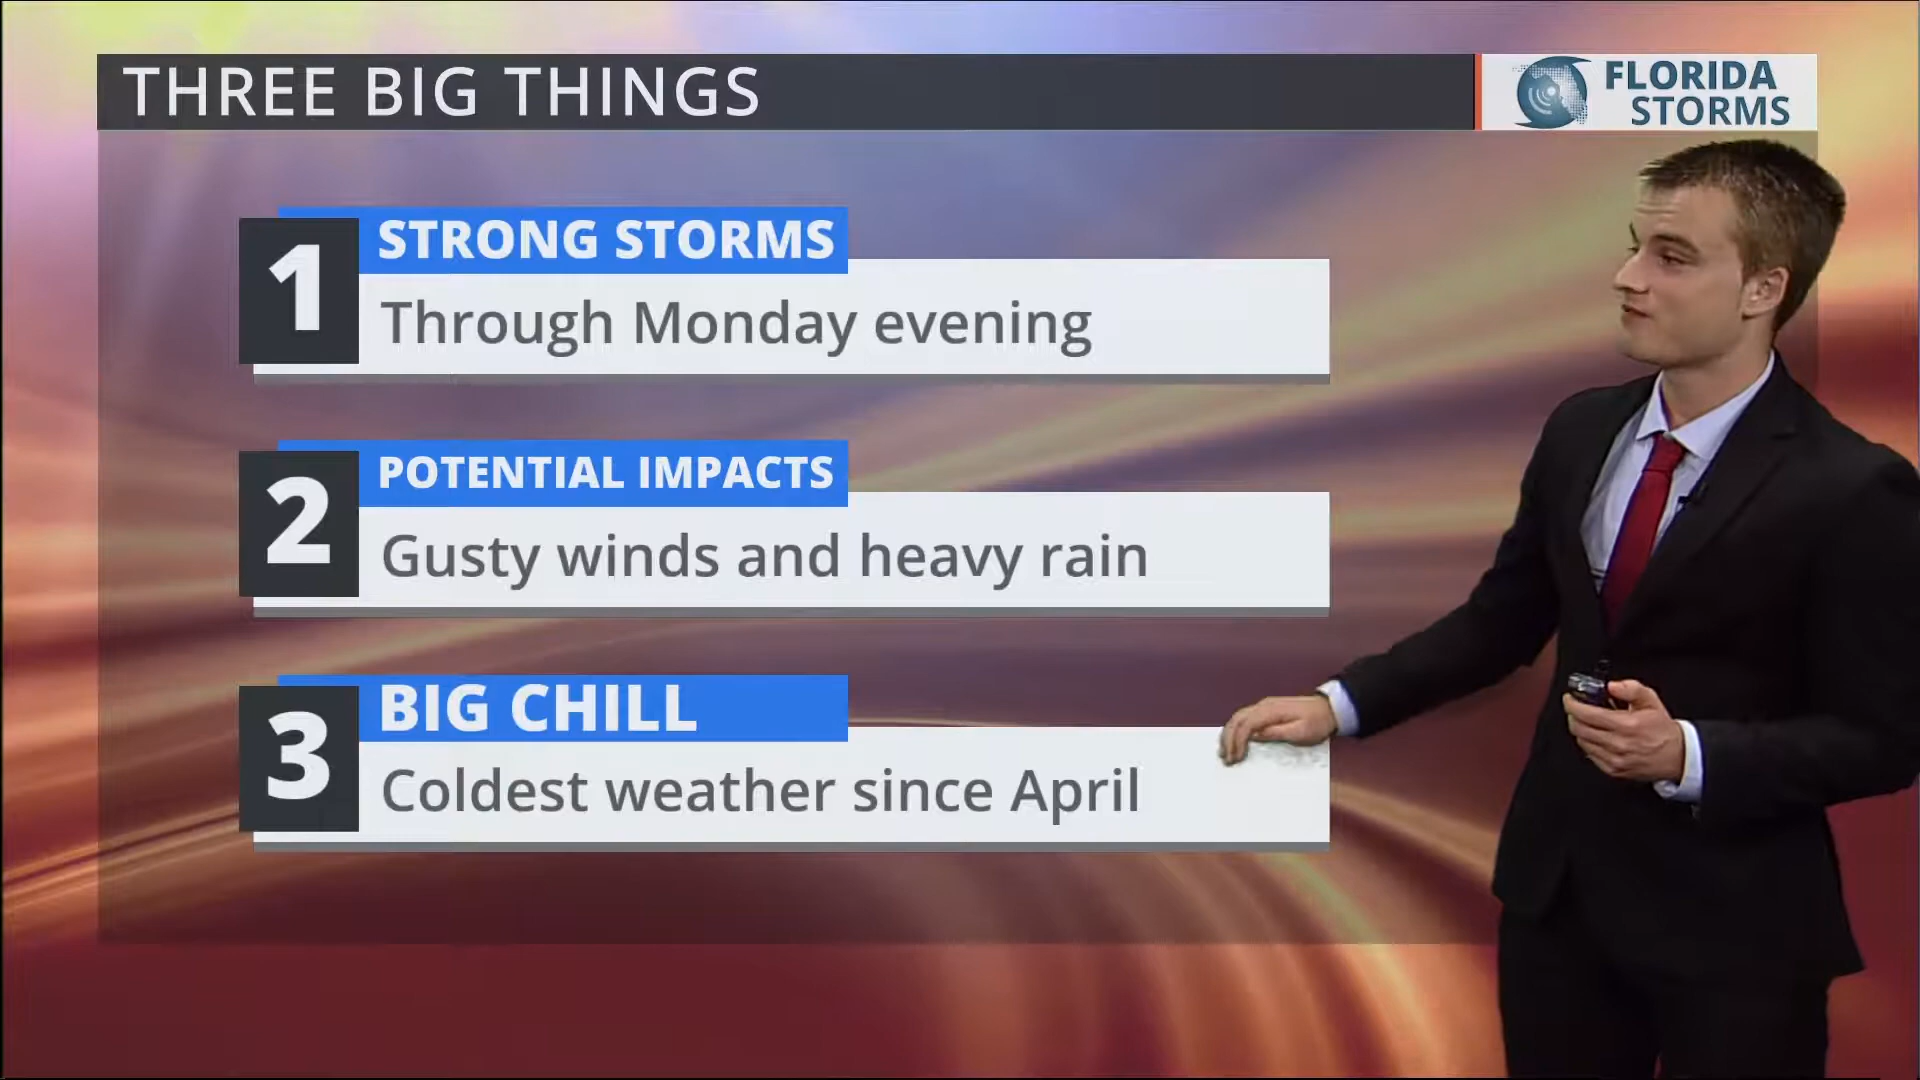 THREE BIG THINGS
FLORIDA
STORMS
1
STRONG STORMS
Through Monday evening
2
POTENTIAL IMPACTS
Gusty winds and heavy rain
3
BIG CHILL
Coldest weather since April